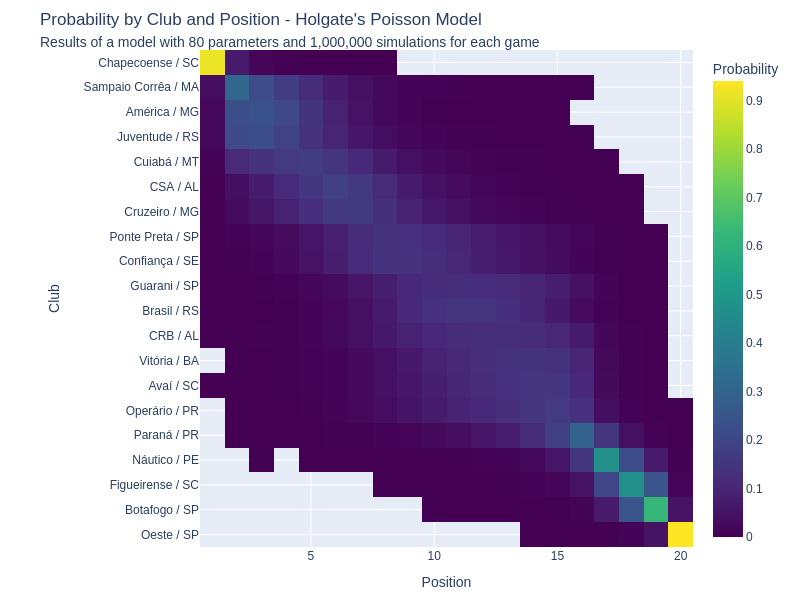 Probability by Club and Position - Holgate's Poisson Model
Results of a model with 80 parameters and 1,000,000 simulations for each game
Probability
Chapecoense / SC
Sampaio Corrêa / MA
América / MG
Juventude / RS
Cuiabá / MT
CSA / AL
Cruzeiro / MG
Ponte Preta / SP
Confiança / SE
Guarani / SP
Brasil / RS
CRB / AL
Vitória / BA
Avaí / SC
Operário / PR
Paraná / PR
Náutico / PE
Figueirense / SC
Botafogo / SP
Oeste / SP
Club
5
10
15
20
Position
0.9
0.8
0.7
0.6
0.5
0.4
0.3
0.2
0.1
0